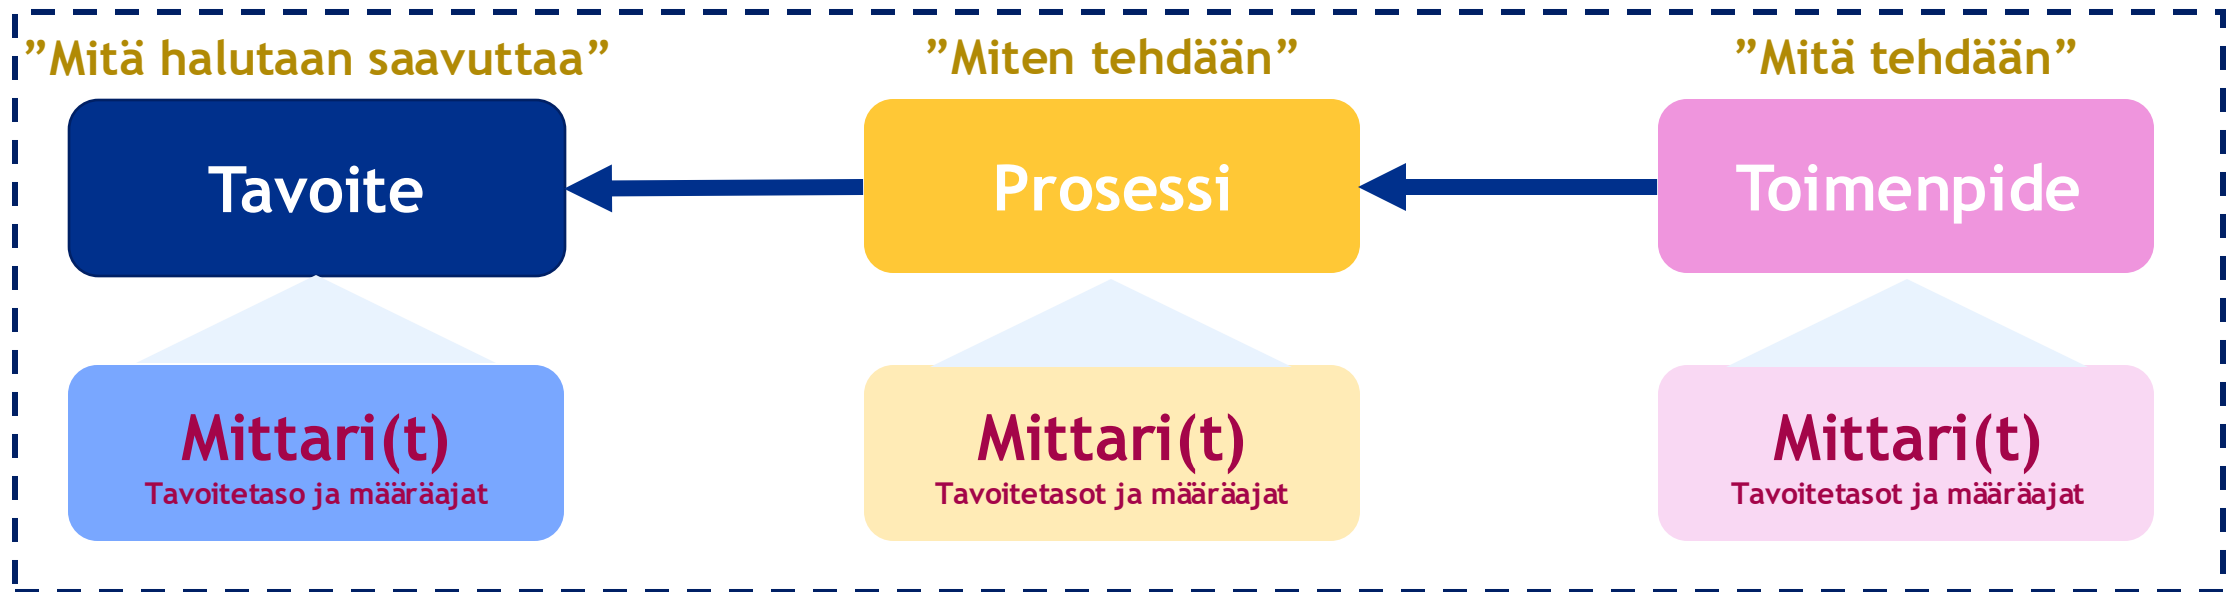 ”Mitä halutaan saavuttaa”
”Miten tehdään”
”Mitä tehdään”
Tavoite
Prosessi
Toimenpide
Mittari(t)
Tavoitetaso ja määräajat
Mittari(t)
Tavoitetasot ja määräajat
Mittari(t)
Tavoitetasot ja määräajat